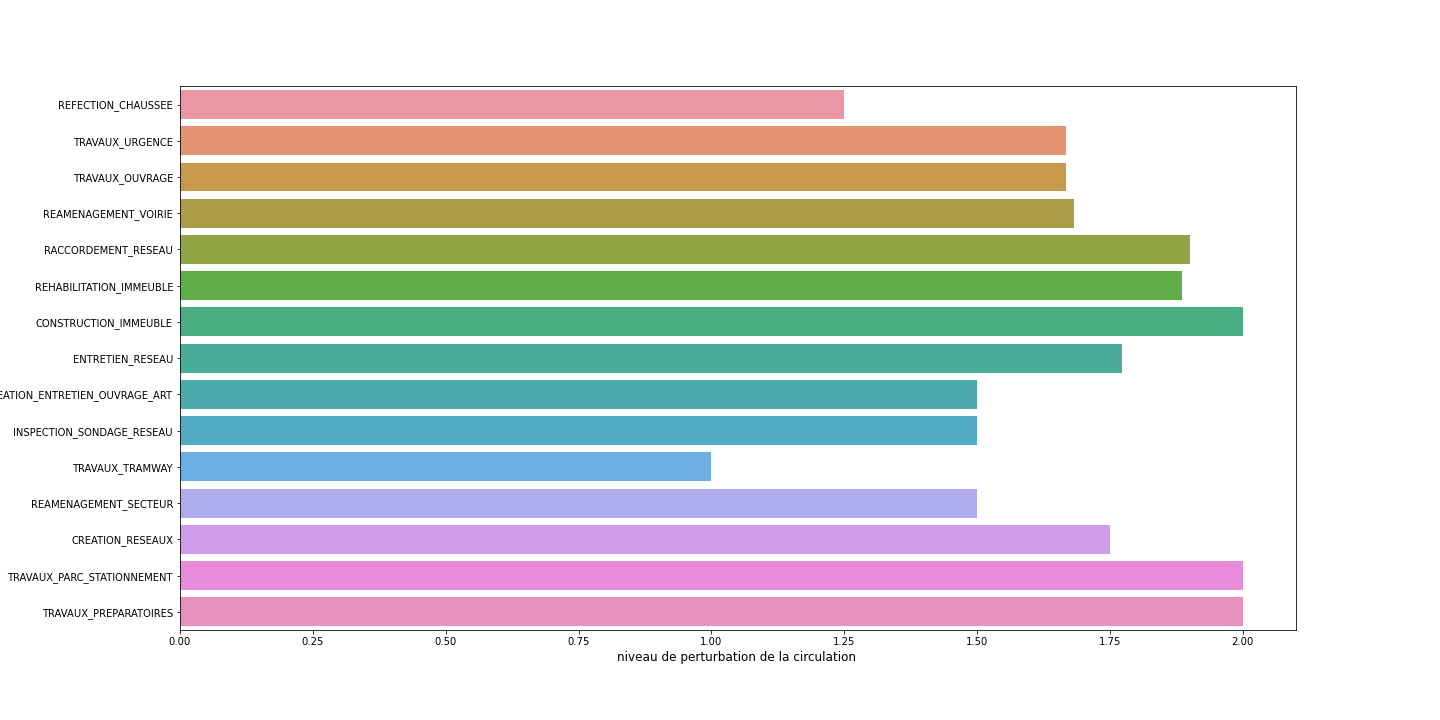 REFECTION_CHAUSSEE
TRAVAUX_URGENCE
TRAVAUX_OUVRAGE
REAMENAGEMENT_VOIRIE
RACCORDEMENT_RESEAU
REHABILITATION_IMMEUBLE
CONSTRUCTION_IMMEUBLE
ENTRETIEN_RESEAU
EATION_ENTRETIEN_OUVRAGE_ART
INSPECTION_SONDAGE_RESEAU
TRAVAUX_TRAMWAY
REAMENAGEMENT_SECTEUR
CREATION_RESEAUX
TRAVAUX_PARC_STATIONNEMENT
TRAVAUX_PREPARATOIRES
0.00 0.25 0.50 0.75 1.00 1.25 1.50 1.75 2.00
niveau de perturbation de la circulation